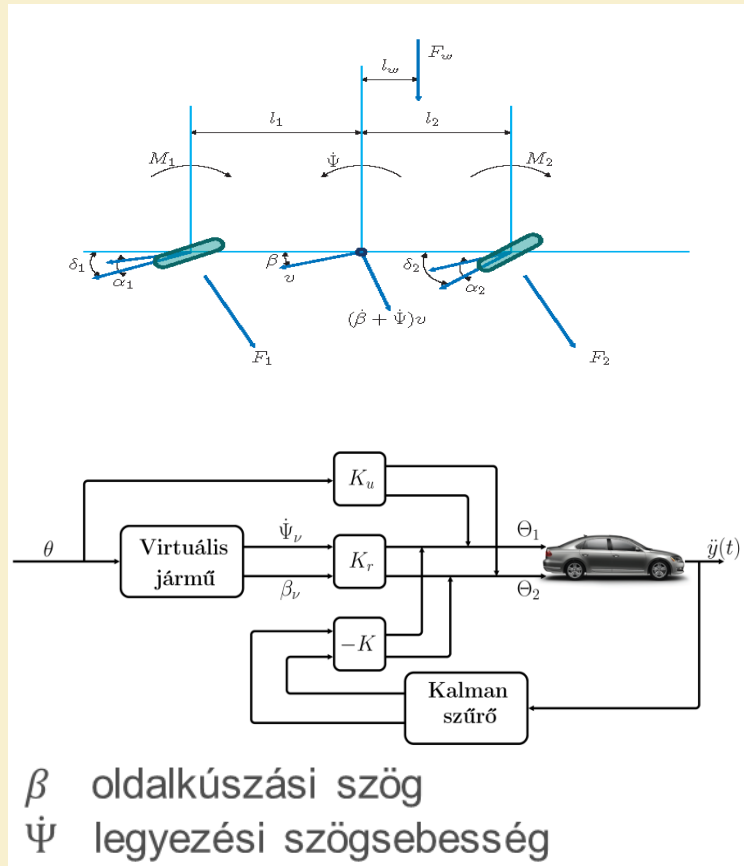 F_w
l_w
l_1 l_2
M_1 Ψ̇ M_2
δ_1 α_1 β υ δ_2 α_2
(β̇ + Ψ̇)υ
F_1 F_2
K_u
θ Virtuális jármű Ψ̇_ν β_ν K_r Θ_1 Θ_2 ÿ(t)
−K
Kalman szűrő
β oldalkúszási szög
Ψ̇ legyezési szögsebesség